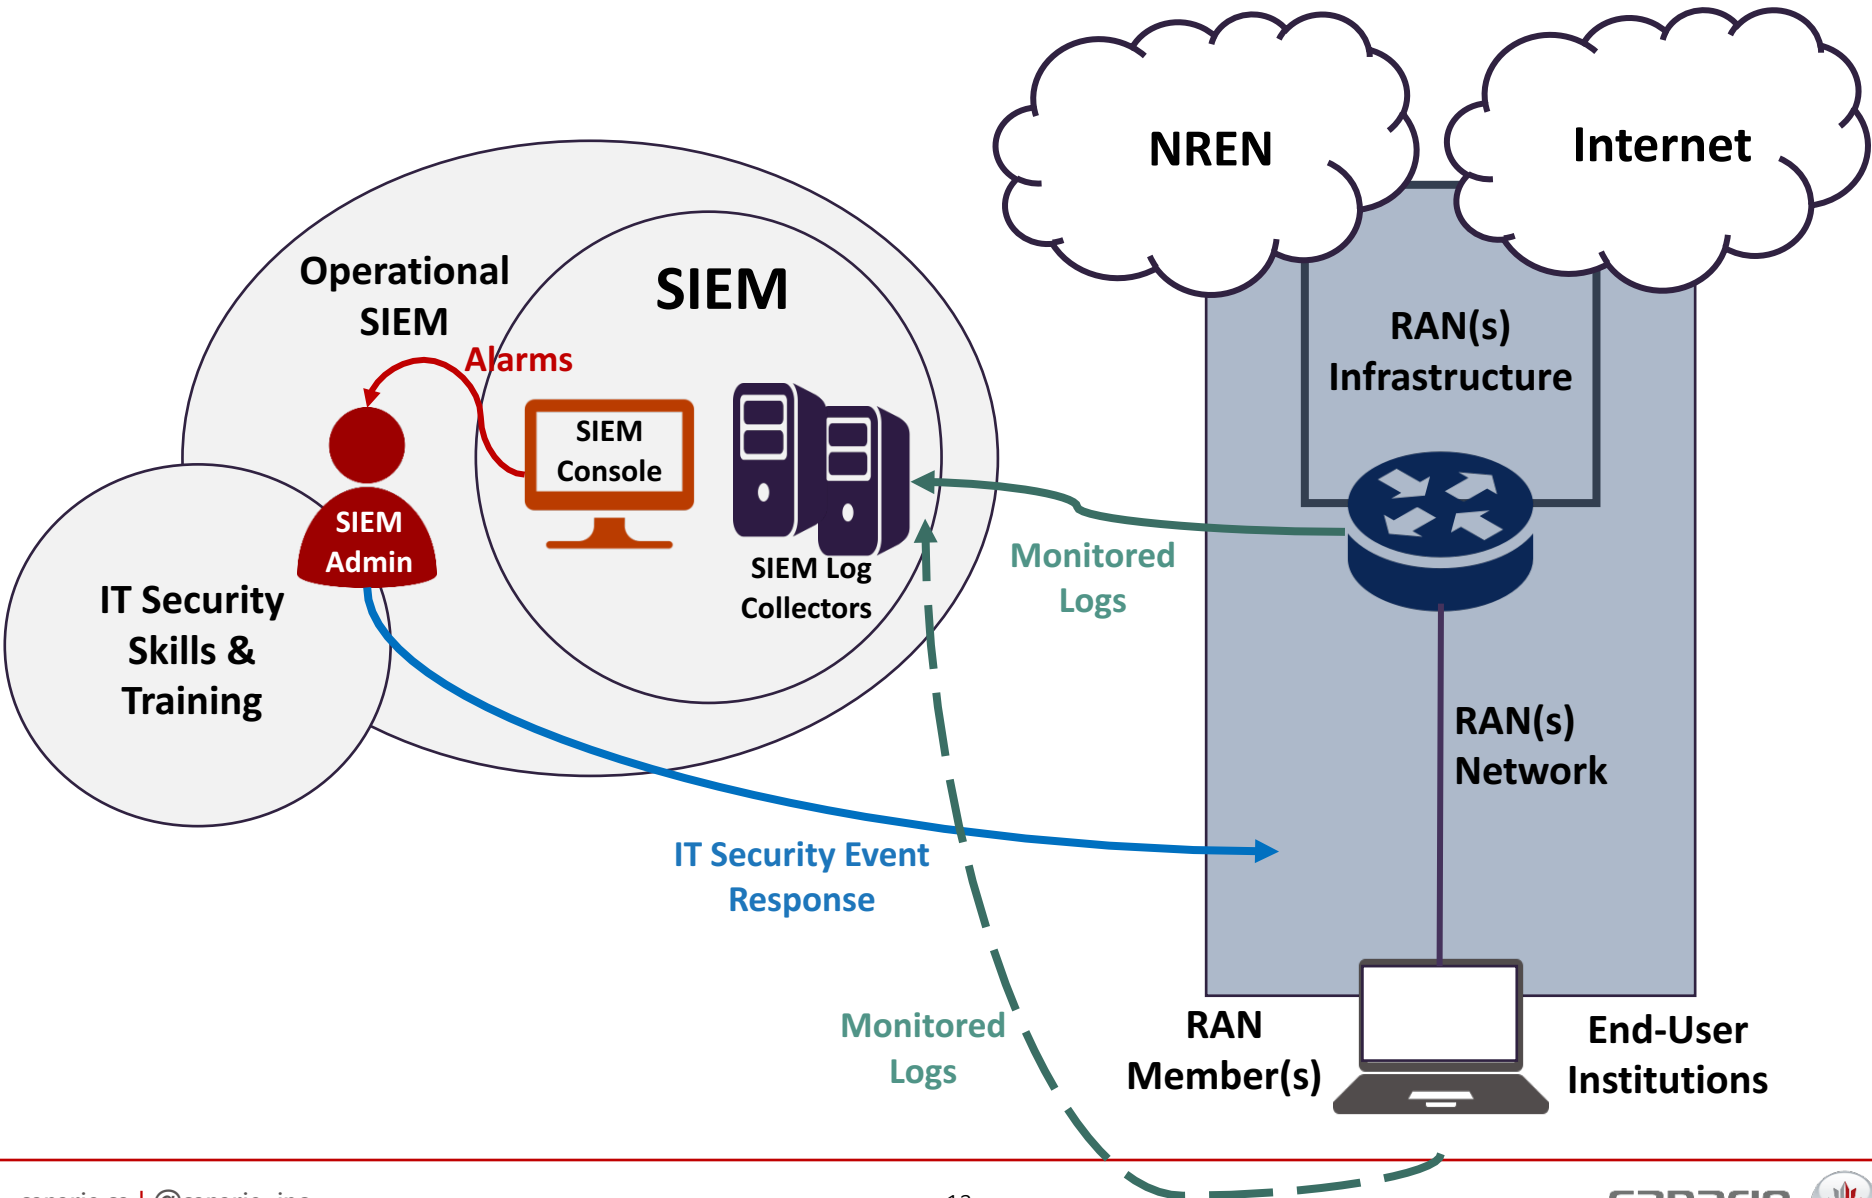 NREN
Internet
Operational
SIEM
SIEM
Alarms
SIEM
Console
SIEM
Admin
SIEM Log
Collectors
IT Security
Skills &
Training
Monitored
Logs
RAN(s)
Infrastructure
RAN(s)
Network
IT Security Event
Response
Monitored
Logs
RAN
Member(s)
End-User
Institutions